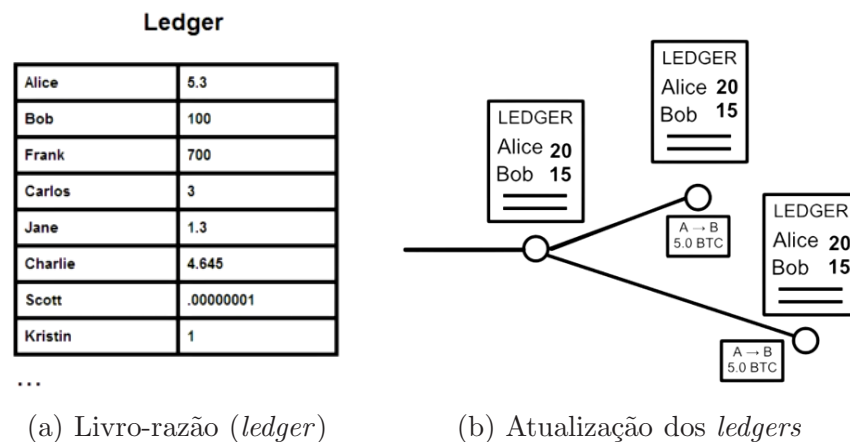 Ledger
Alice 5.3
Bob 100
Frank 700
Carlos 3
Jane 1.3
Charlie 4.645
Scott .00000001
Kristin 1
...
(a) Livro-razão (ledger)
LEDGER
Alice 20
Bob 15
LEDGER
Alice 20
Bob 15
A → B
5.0 BTC
LEDGER
Alice 20
Bob 15
A → B
5.0 BTC
(b) Atualização dos ledgers